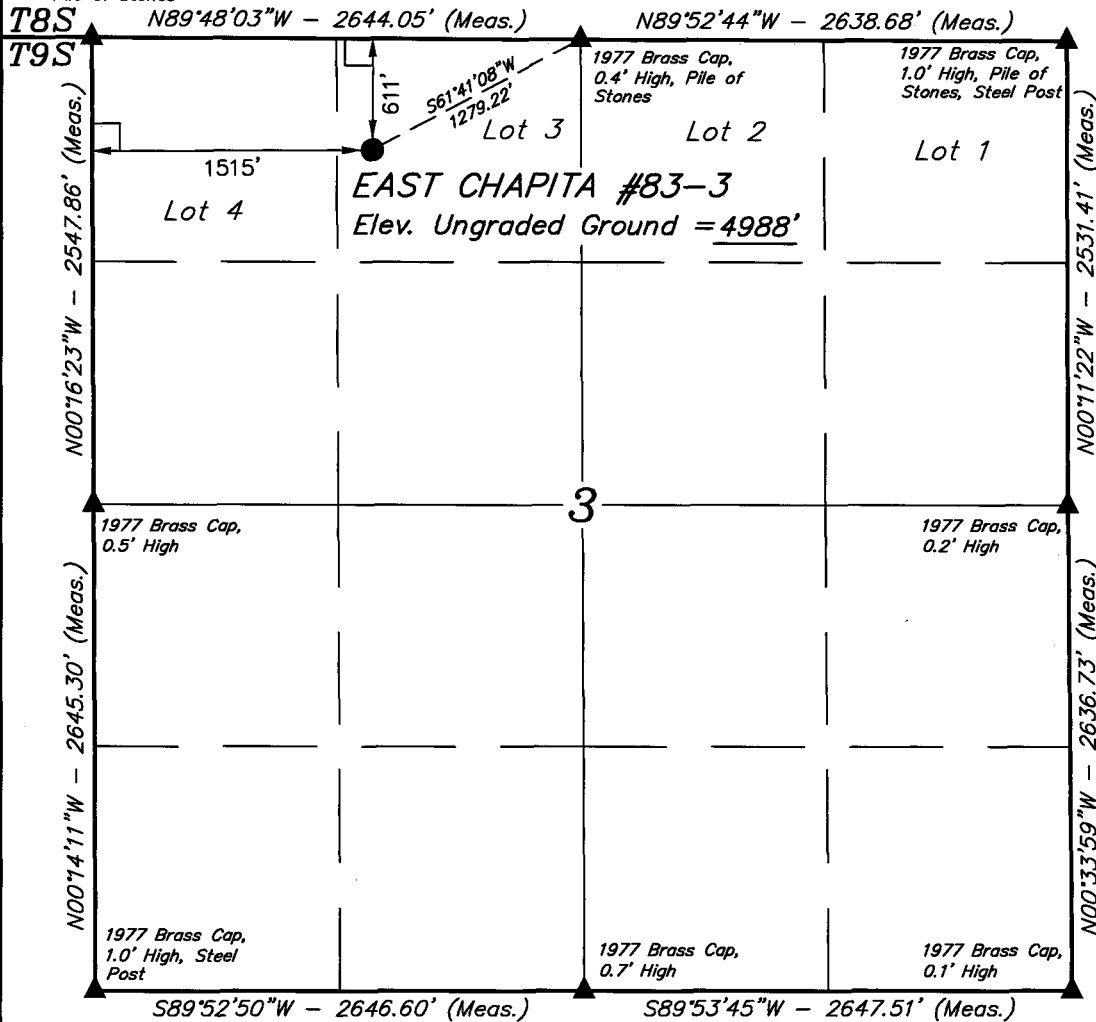 Pile of Stones
T8S
T9S
N89°48'03"W - 2644.05' (Meas.)
N89°52'44"W - 2638.68' (Meas.)
1977 Brass Cap,
0.4' High, Pile of
Stones
1977 Brass Cap,
1.0' High, Pile of
Stones, Steel Post
611'
S61°41'08"W
1279.22'
1515'
Lot 4
Lot 3
Lot 2
Lot 1
EAST CHAPITA #83-3
Elev. Ungraded Ground = 4988'
N00°16'23"W - 2547.86' (Meas.)
N00°11'22"W - 2531.41' (Meas.)
3
1977 Brass Cap,
0.5' High
1977 Brass Cap,
0.2' High
N00°14'11"W - 2645.30' (Meas.)
N00°33'59"W - 2636.73' (Meas.)
1977 Brass Cap,
1.0' High, Steel
Post
1977 Brass Cap,
0.7' High
1977 Brass Cap,
0.1' High
S89°52'50"W - 2646.60' (Meas.)
S89°53'45"W - 2647.51' (Meas.)